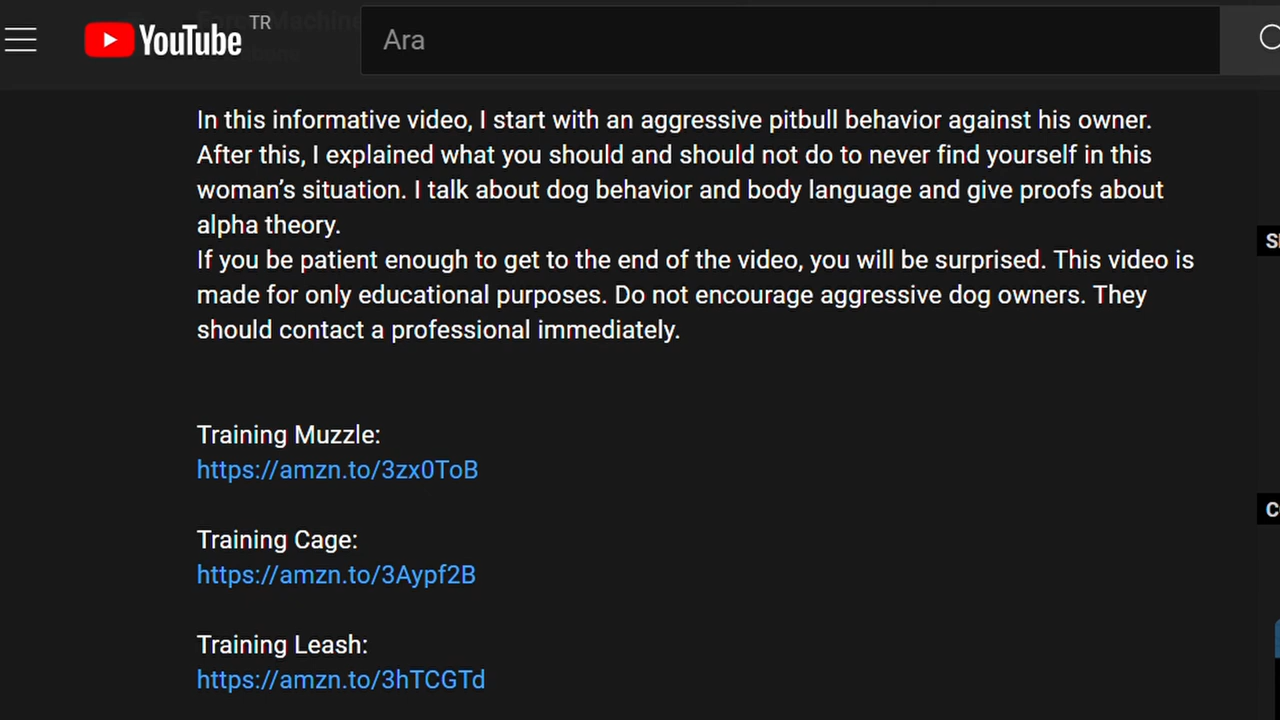 YouTube TR
Ara
In this informative video, I start with an aggressive pitbull behavior against his owner.
After this, I explained what you should and should not do to never find yourself in this
woman's situation. I talk about dog behavior and body language and give proofs about
alpha theory.
If you be patient enough to get to the end of the video, you will be surprised. This video is
made for only educational purposes. Do not encourage aggressive dog owners. They
should contact a professional immediately.
Training Muzzle:
https://amzn.to/3zx0ToB
Training Cage:
https://amzn.to/3Aypf2B
Training Leash:
https://amzn.to/3hTCGTd